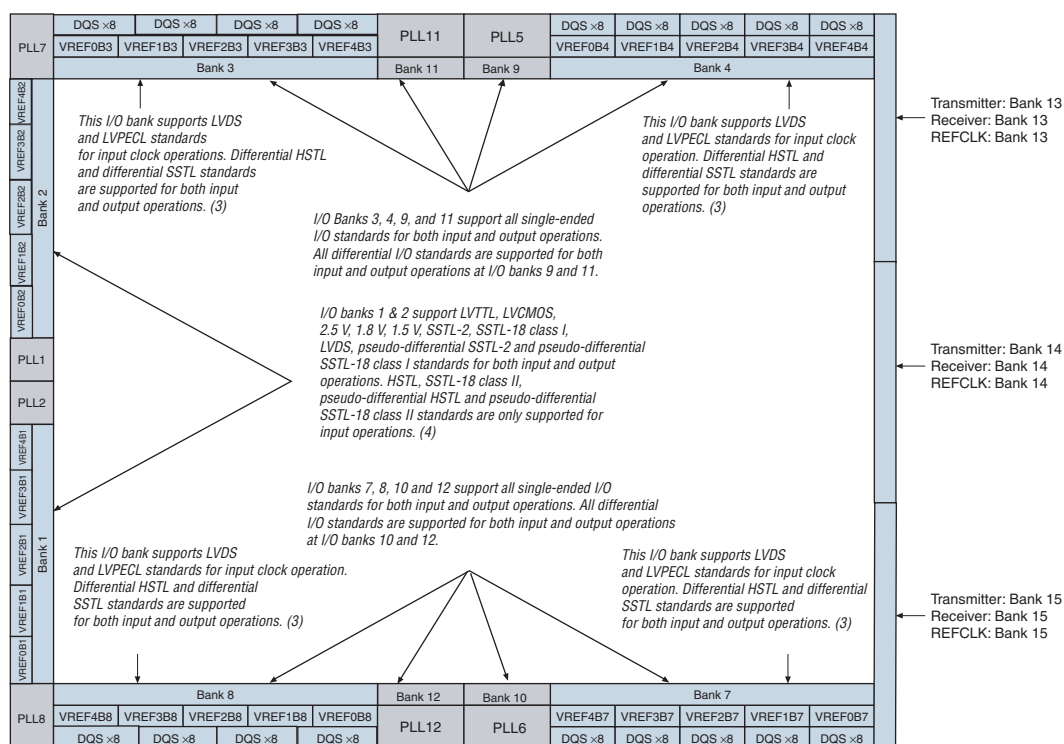 PLL7
DQS ×8 DQS ×8 DQS ×8 DQS ×8
VREF0B3 VREF1B3 VREF2B3 VREF3B3 VREF4B3
Bank 3
PLL11
Bank 11
PLL5
Bank 9
DQS ×8 DQS ×8 DQS ×8 DQS ×8 DQS ×8
VREF0B4 VREF1B4 VREF2B4 VREF3B4 VREF4B4
Bank 4
VREF4B2
VREF3B2
VREF2B2
VREF1B2
VREF0B2
Bank 2
This I/O bank supports LVDS
and LVPECL standards
for input clock operations. Differential HSTL
and differential SSTL standards
are supported for both input
and output operations. (3)
This I/O bank supports LVDS
and LVPECL standards for input clock
operation. Differential HSTL and
differential SSTL standards are
supported for both input and output
operations. (3)
Transmitter: Bank 13
Receiver: Bank 13
REFCLK: Bank 13
I/O Banks 3, 4, 9, and 11 support all single-ended
I/O standards for both input and output operations.
All differential I/O standards are supported for both
input and output operations at I/O banks 9 and 11.
I/O banks 1 & 2 support LVTTL, LVCMOS,
2.5 V, 1.8 V, 1.5 V, SSTL-2, SSTL-18 class I,
LVDS, pseudo-differential SSTL-2 and pseudo-differential
SSTL-18 class I standards for both input and output
operations. HSTL, SSTL-18 class II,
pseudo-differential HSTL and pseudo-differential
SSTL-18 class II standards are only supported for
input operations. (4)
PLL1
PLL2
Transmitter: Bank 14
Receiver: Bank 14
REFCLK: Bank 14
VREF4B1
VREF3B1
VREF2B1
VREF1B1
VREF0B1
Bank 1
I/O banks 7, 8, 10 and 12 support all single-ended I/O
standards for both input and output operations. All differential
I/O standards are supported for both input and output operations
at I/O banks 10 and 12.
This I/O bank supports LVDS
and LVPECL standards for input clock operation.
Differential HSTL and differential
SSTL standards are supported
for both input and output operations. (3)
This I/O bank supports LVDS
and LVPECL standards for input clock
operation. Differential HSTL and differential
SSTL standards are supported
for both input and output operations. (3)
Transmitter: Bank 15
Receiver: Bank 15
REFCLK: Bank 15
PLL8
Bank 8
VREF4B8 VREF3B8 VREF2B8 VREF1B8 VREF0B8
DQS ×8 DQS ×8 DQS ×8 DQS ×8
Bank 12
PLL12
Bank 10
PLL6
Bank 7
VREF4B7 VREF3B7 VREF2B7 VREF1B7 VREF0B7
DQS ×8 DQS ×8 DQS ×8 DQS ×8 DQS ×8